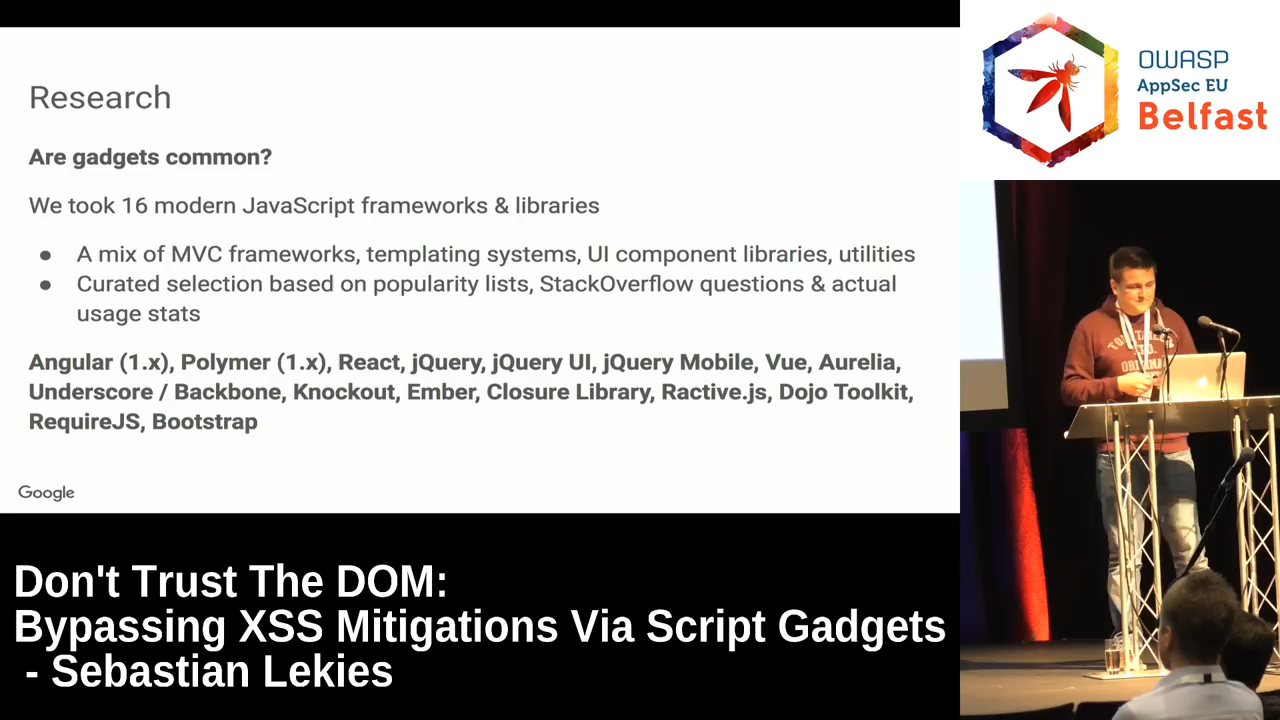 Research
Are gadgets common?
We took 16 modern JavaScript frameworks & libraries
● A mix of MVC frameworks, templating systems, UI component libraries, utilities
● Curated selection based on popularity lists, StackOverflow questions & actual
usage stats
Angular (1.x), Polymer (1.x), React, jQuery, jQuery UI, jQuery Mobile, Vue, Aurelia,
Underscore / Backbone, Knockout, Ember, Closure Library, Ractive.js, Dojo Toolkit,
RequireJS, Bootstrap
Google
Don't Trust The DOM:
Bypassing XSS Mitigations Via Script Gadgets
- Sebastian Lekies
OWASP
AppSec EU
Belfast